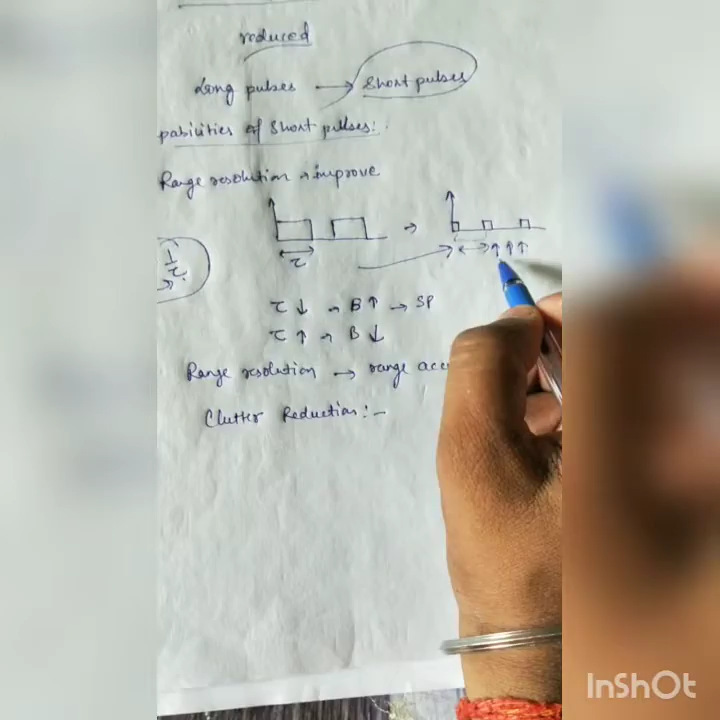 reduced
Long pulses → Short pulses
pabilities of Short pulses:
Range resolution → improve
→
τ
↑ ↑ ↑
1/τ
τ ↓ → B ↑ → SP
τ ↑ → B ↓
Range resolution → range acc
Clutter Reduction:-
InShOt